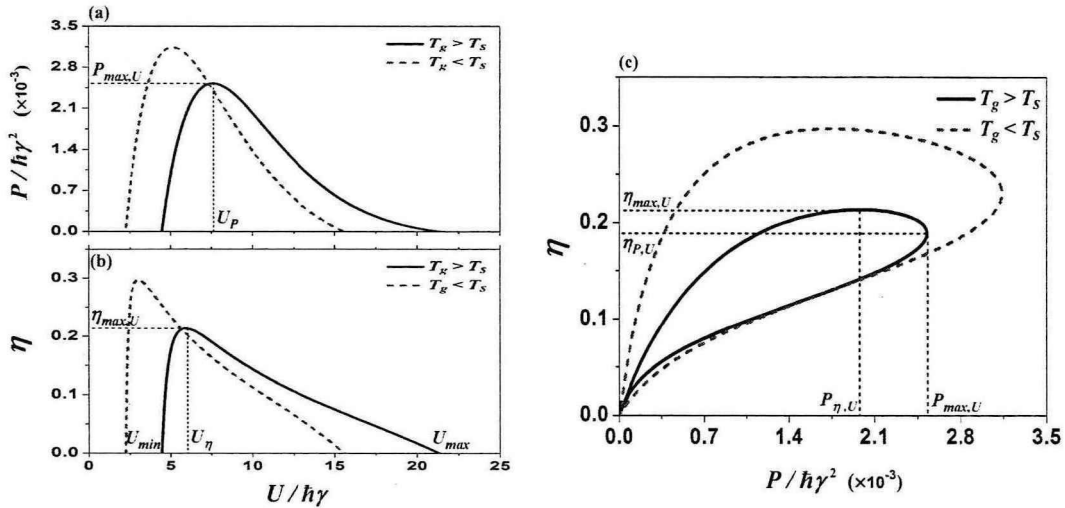 (a)
3.5
2.8
2.1
1.4
0.7
0.0
P / ħγ² (×10⁻³)
P_max,U
U_P
T_g > T_s
T_g < T_s
(b)
0.3
0.2
0.1
0.0
η
η_max,U
U_min
U_η
U_max
T_g > T_s
T_g < T_s
0 5 10 15 20 25
U / ħγ
(c)
0.3
0.2
0.1
0.0
η
η_max,U
η_P,U
P_η,U
P_max,U
T_g > T_s
T_g < T_s
0.0 0.7 1.4 2.1 2.8 3.5
P / ħγ² (×10⁻³)